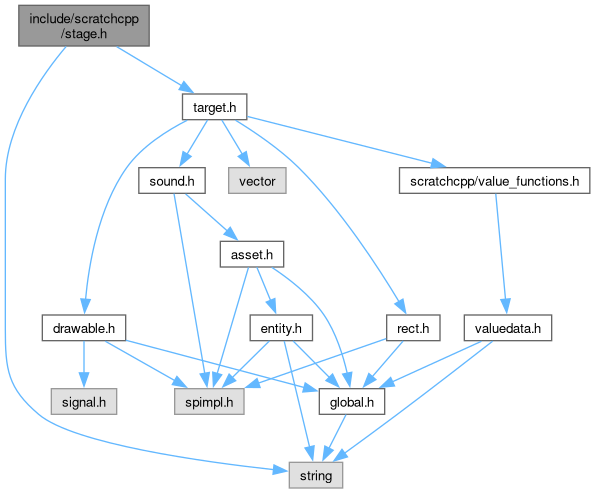 include/scratchcpp
/stage.h
target.h
sound.h
vector
scratchcpp/value_functions.h
asset.h
drawable.h
entity.h
rect.h
valuedata.h
signal.h
spimpl.h
global.h
string